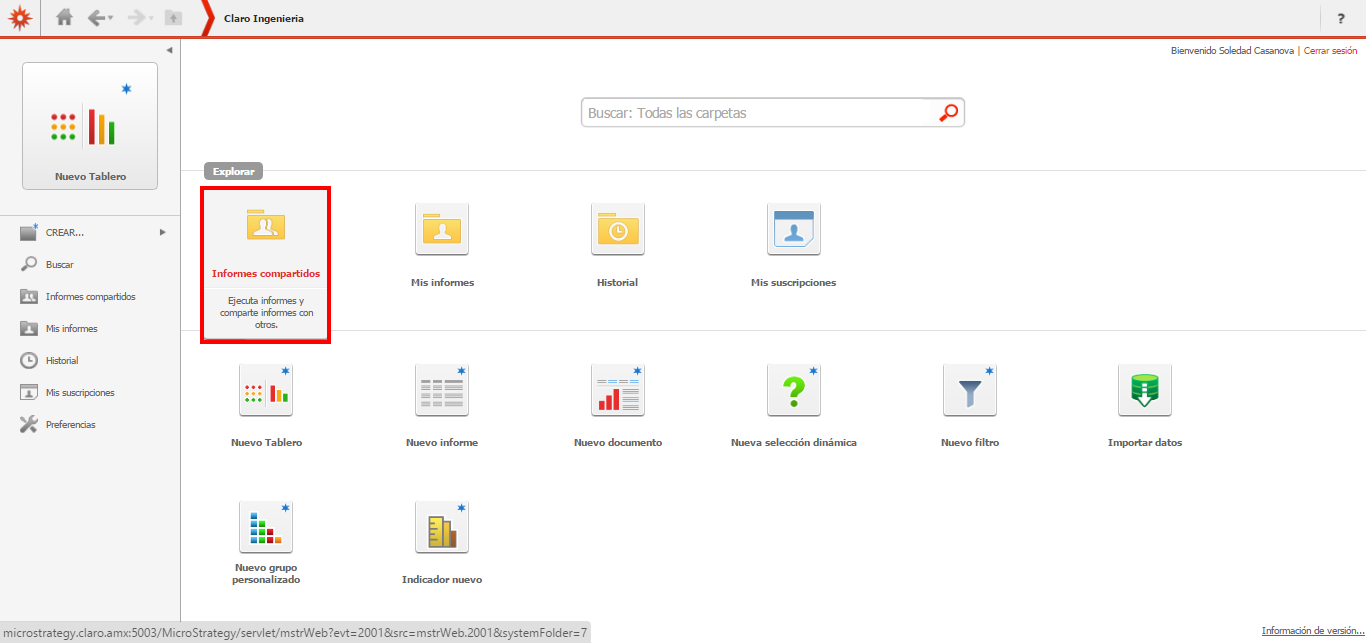 Claro Ingenieria
?
Bienvenido Soledad Casanova | Cerrar sesión
Nuevo Tablero
CREAR...
Buscar
Informes compartidos
Mis informes
Historial
Mis suscripciones
Preferencias
Buscar: Todas las carpetas
Explorar
Informes compartidos
Ejecuta informes y
comparte informes con
otros.
Mis informes
Historial
Mis suscripciones
Nuevo Tablero
Nuevo informe
Nuevo documento
Nueva selección dinámica
Nuevo filtro
Importar datos
Nuevo grupo
personalizado
Indicador nuevo
microstrategy.claro.amx:5003/MicroStrategy/servlet/mstrWeb?evt=2001&src=mstrWeb.2001&systemFolder=7
Información de versión...